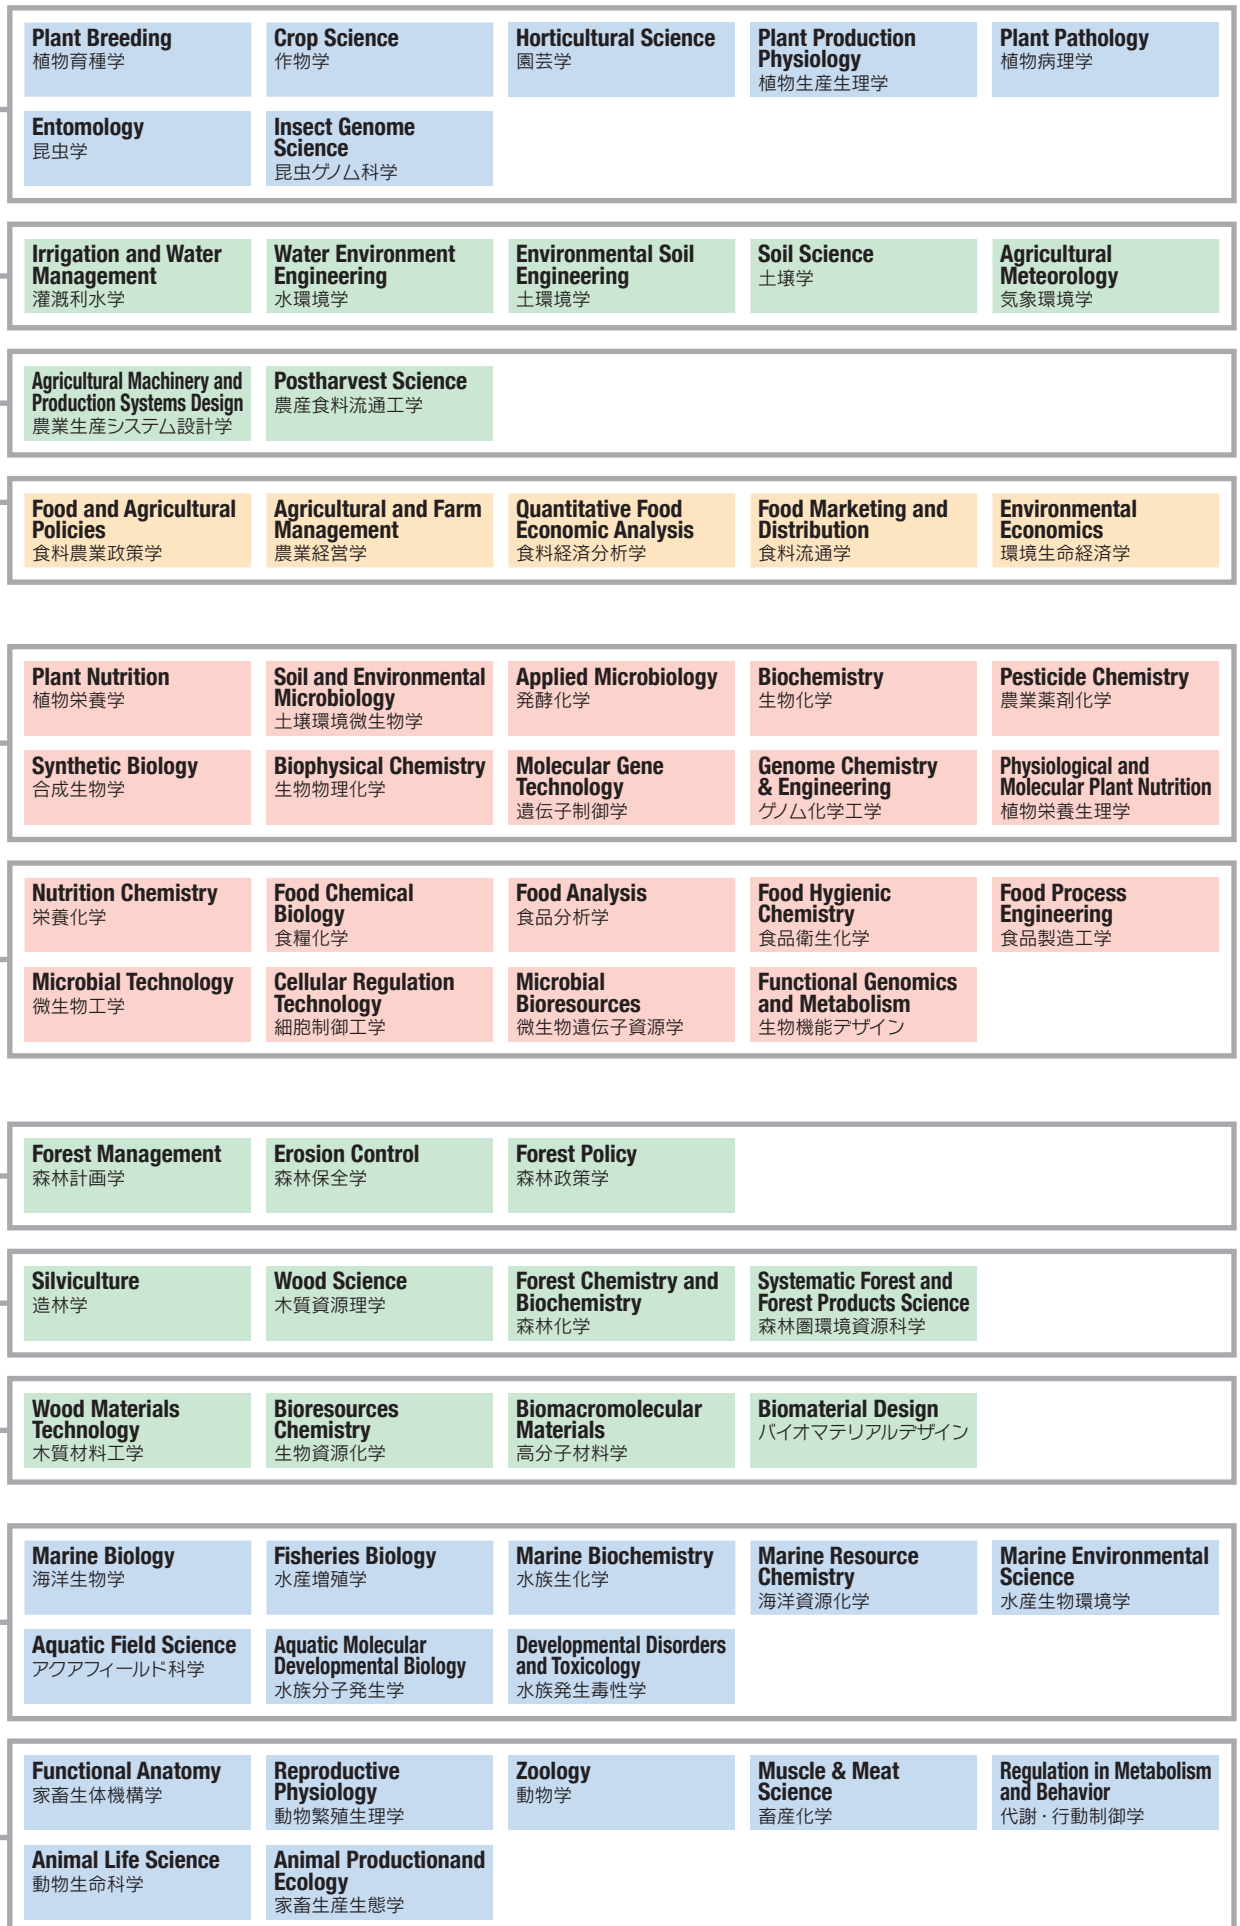 Plant Breeding
植物育種学
Crop Science
作物学
Horticultural Science
園芸学
Plant Production
Physiology
植物生産生理学
Plant Pathology
植物病理学
Entomology
昆虫学
Insect Genome
Science
昆虫ゲノム科学
Irrigation and Water
Management
灌漑利水学
Water Environment
Engineering
水環境学
Environmental Soil
Engineering
土環境学
Soil Science
土壌学
Agricultural
Meteorology
気象環境学
Agricultural Machinery and
Production Systems Design
農業生産システム設計学
Postharvest Science
農産食料流通工学
Food and Agricultural
Policies
食料農業政策学
Agricultural and Farm
Management
農業経営学
Quantitative Food
Economic Analysis
食料経済分析学
Food Marketing and
Distribution
食料流通学
Environmental
Economics
環境生命経済学
Plant Nutrition
植物栄養学
Soil and Environmental
Microbiology
土壌環境微生物学
Applied Microbiology
発酵化学
Biochemistry
生物化学
Pesticide Chemistry
農業薬剤化学
Synthetic Biology
合成生物学
Biophysical Chemistry
生物物理化学
Molecular Gene
Technology
遺伝子制御学
Genome Chemistry
& Engineering
ゲノム化学工学
Physiological and
Molecular Plant Nutrition
植物栄養生理学
Nutrition Chemistry
栄養化学
Food Chemical
Biology
食糧化学
Food Analysis
食品分析学
Food Hygienic
Chemistry
食品衛生化学
Food Process
Engineering
食品製造工学
Microbial Technology
微生物工学
Cellular Regulation
Technology
細胞制御工学
Microbial
Bioresources
微生物遺伝子資源学
Functional Genomics
and Metabolism
生物機能デザイン
Forest Management
森林計画学
Erosion Control
森林保全学
Forest Policy
森林政策学
Silviculture
造林学
Wood Science
木質資源理学
Forest Chemistry and
Biochemistry
森林化学
Systematic Forest and
Forest Products Science
森林圏環境資源科学
Wood Materials
Technology
木質材料工学
Bioresources
Chemistry
生物資源化学
Biomacromolecular
Materials
高分子材料学
Biomaterial Design
バイオマテリアルデザイン
Marine Biology
海洋生物学
Fisheries Biology
水産増殖学
Marine Biochemistry
水族生化学
Marine Resource
Chemistry
海洋資源化学
Marine Environmental
Science
水産生物環境学
Aquatic Field Science
アクアフィールド科学
Aquatic Molecular
Developmental Biology
水族分子発生学
Developmental Disorders
and Toxicology
水族発生毒性学
Functional Anatomy
家畜生体機構学
Reproductive
Physiology
動物繁殖生理学
Zoology
動物学
Muscle & Meat
Science
畜産化学
Regulation in Metabolism
and Behavior
代謝・行動制御学
Animal Life Science
動物生命科学
Animal Productionand
Ecology
家畜生産生態学